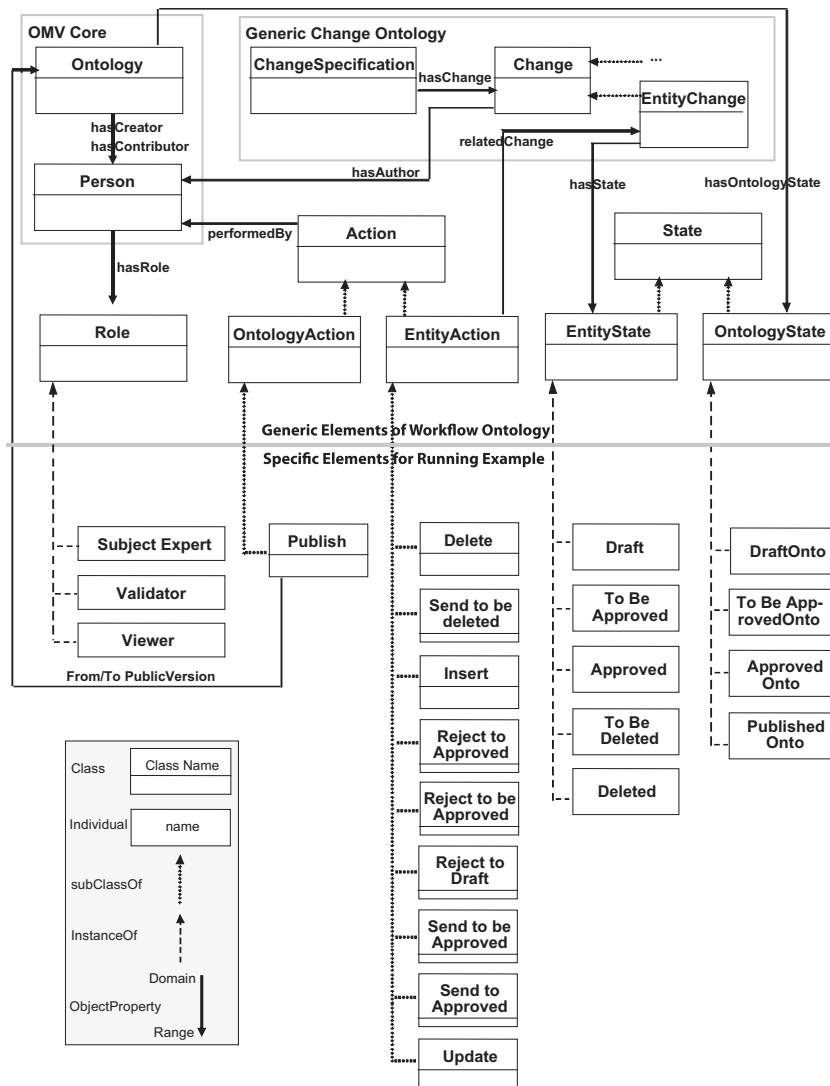 OMV Core
Ontology
hasCreator
hasContributor
Person
hasRole
Role
Generic Change Ontology
ChangeSpecification
hasChange
Change
...
EntityChange
relatedChange
hasAuthor
hasState
hasOntologyState
performedBy
Action
State
OntologyAction
EntityAction
EntityState
OntologyState
Generic Elements of Workflow Ontology
Specific Elements for Running Example
Subject Expert
Validator
Viewer
Publish
From/To PublicVersion
Delete
Send to be
deleted
Insert
Reject to
Approved
Reject to be
Approved
Reject to
Draft
Send to be
Approved
Send to
Approved
Update
Draft
To Be
Approved
Approved
To Be
Deleted
Deleted
DraftOnto
To Be App-
rovedOnto
Approved
Onto
Published
Onto
Class
Class Name
Individual
name
subClassOf
InstanceOf
Domain
ObjectProperty
Range